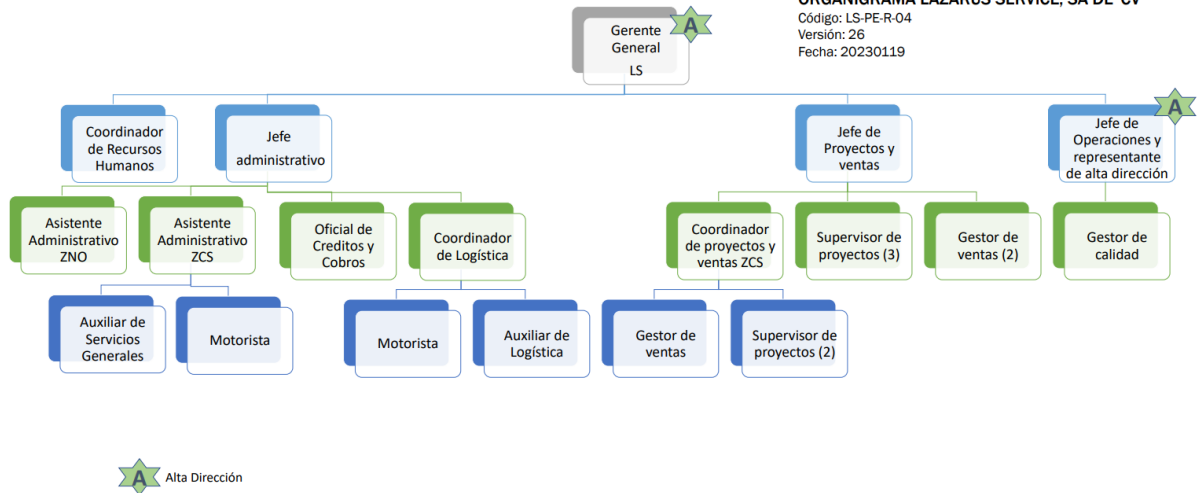 ORGANIGRAMA LAZARUS SERVICE, SA DE CV
Código: LS-PE-R-04
Versión: 26
Fecha: 20230119
Gerente
General
LS
A
Coordinador
de Recursos
Humanos
Jefe
administrativo
Jefe de
Proyectos y
ventas
A
Jefe de
Operaciones y
representante
de alta dirección
Asistente
Administrativo
ZNO
Asistente
Administrativo
ZCS
Oficial de
Creditos y
Cobros
Coordinador
de Logística
Coordinador
de proyectos y
ventas ZCS
Supervisor de
proyectos (3)
Gestor de
ventas (2)
Gestor de
calidad
Auxiliar de
Servicios
Generales
Motorista
Motorista
Auxiliar de
Logística
Gestor de
ventas
Supervisor de
proyectos (2)
A Alta Dirección